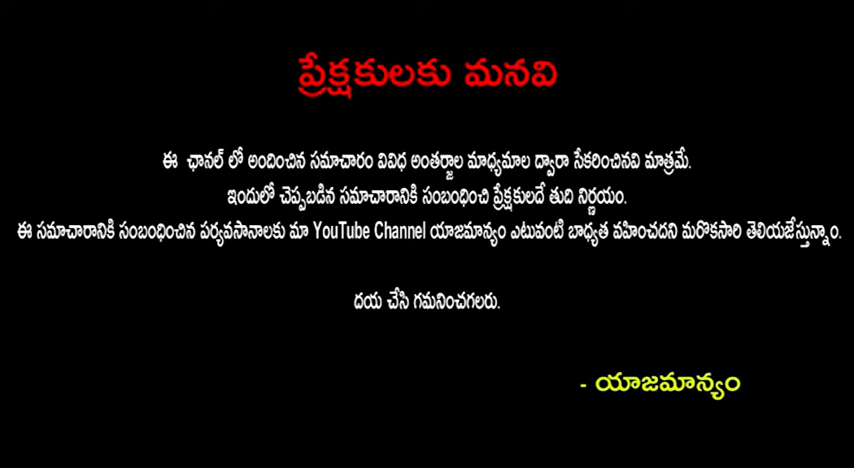 ప్రేక్షకులకు మనవి
ఈ ఛానల్ లో అందించిన సమాచారం వివిధ అంతర్జాల మాధ్యమాల ద్వారా సేకరించినవి మాత్రమే.
ఇందులో చెప్పబడిన సమాచారానికి సంబంధించి ప్రేక్షకులదే తుది నిర్ణయం.
ఈ సమాచారానికి సంబంధించిన పర్యవసానాలకు మా YouTube Channel యాజమాన్యం ఎటువంటి బాధ్యత వహించదని మరొకసారి తెలియజేస్తున్నాం.
దయ చేసి గమనించగలరు.
- యాజమాన్యం